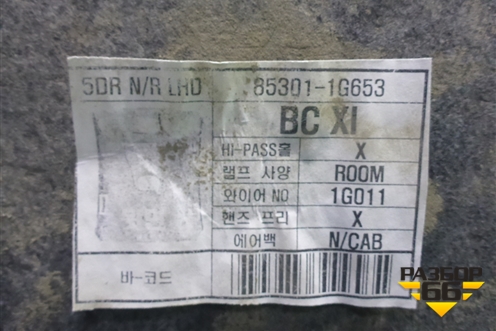 5DR N/R LHD 85301-1G653
BC XI
HI-PASS홀 X
램프 사양 ROOM
와이어 NO 1G011
핸즈 프리 X
에어백 N/CAB
바-코드
РАЗБОР
66